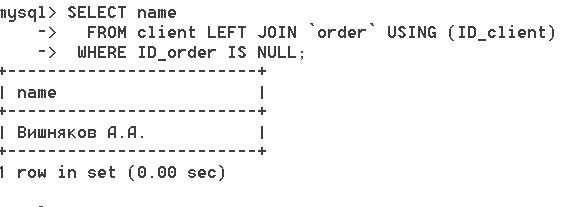 mysql> SELECT name
    ->   FROM client LEFT JOIN `order` USING (ID_client)
    ->  WHERE ID_order IS NULL;
+--------------------------+
| name                     |
+--------------------------+
| Вишняков А.А.            |
+--------------------------+
1 row in set (0.00 sec)